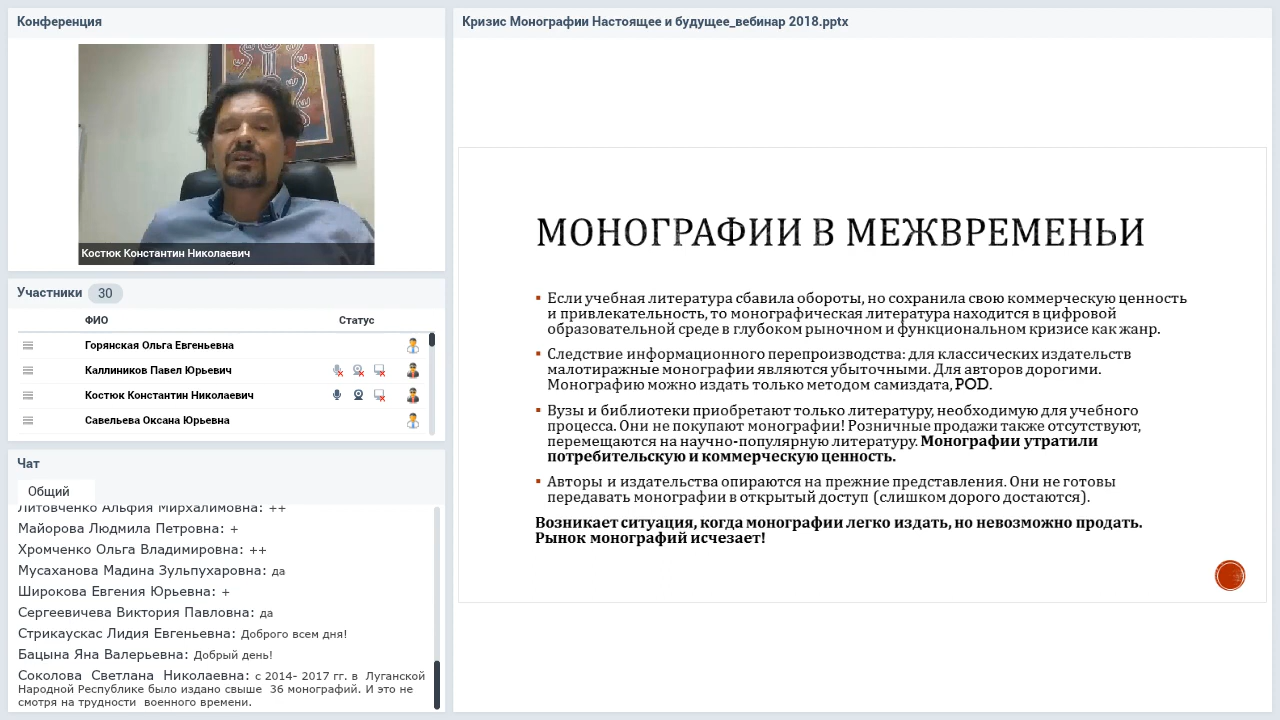 Конференция
Костюк Константин Николаевич
Участники 30
ФИО Статус
Горянская Ольга Евгеньевна
Каллиников Павел Юрьевич
Костюк Константин Николаевич
Савельева Оксана Юрьевна
Чат
Общий
Литовченко Альфия Мирхалимовна: ++
Майорова Людмила Петровна: +
Хромченко Ольга Владимировна: ++
Мусаханова Мадина Зульпухаровна: да
Широкова Евгения Юрьевна: +
Сергеевичева Виктория Павловна: да
Стрикаускас Лидия Евгеньевна: Доброго всем дня!
Бацына Яна Валерьевна: Добрый день!
Соколова Светлана Николаевна: с 2014- 2017 гг. в Луганской
Народной Республике было издано свыше 36 монографий. И это не
смотря на трудности военного времени.
Кризис Монографии Настоящее и будущее_вебинар 2018.pptx
МОНОГРАФИИ В МЕЖВРЕМЕНЬИ
▪ Если учебная литература сбавила обороты, но сохранила свою коммерческую ценность
и привлекательность, то монографическая литература находится в цифровой
образовательной среде в глубоком рыночном и функциональном кризисе как жанр.
▪ Следствие информационного перепроизводства: для классических издательств
малотиражные монографии являются убыточными. Для авторов дорогими.
Монографию можно издать только методом самиздата, POD.
▪ Вузы и библиотеки приобретают только литературу, необходимую для учебного
процесса. Они не покупают монографии! Розничные продажи также отсутствуют,
перемещаются на научно-популярную литературу. Монографии утратили
потребительскую и коммерческую ценность.
▪ Авторы и издательства опираются на прежние представления. Они не готовы
передавать монографии в открытый доступ (слишком дорого достаются).
Возникает ситуация, когда монографии легко издать, но невозможно продать.
Рынок монографий исчезает!